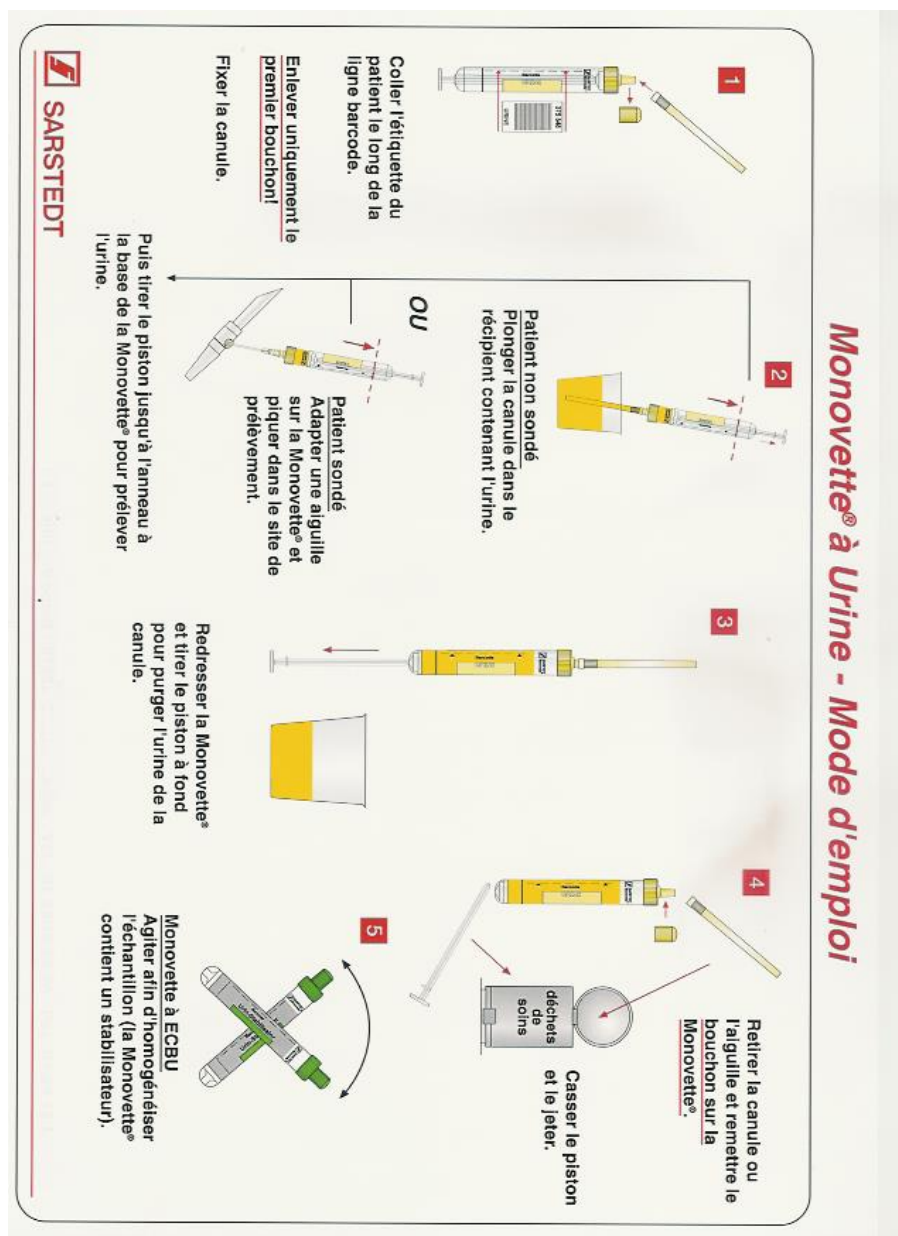 Monovette® à Urine - Mode d'emploi
1
Coller l'étiquette du
patient le long de la
ligne barcode.
Enlever uniquement le
premier bouchon!
Fixer la canule.
2
Patient non sondé
Plonger la canule dans le
récipient contenant l'urine.
OU
Patient sondé
Adapter une aiguille
sur la Monovette® et
piquer dans le site de
prélèvement.
Puis tirer le piston jusqu'à l'anneau à
la base de la Monovette® pour prélever
l'urine.
3
Redresser la Monovette®
et tirer le piston à fond
pour purger l'urine de la
canule.
4
Retirer la canule ou
l'aiguille et remettre le
bouchon sur la
Monovette®.
déchets
de
soins
Casser le piston
et le jeter.
5
Monovette à ECBU
Agiter afin d'homogénéiser
l'échantillon (la Monovette®
contient un stabilisateur).
SARSTEDT